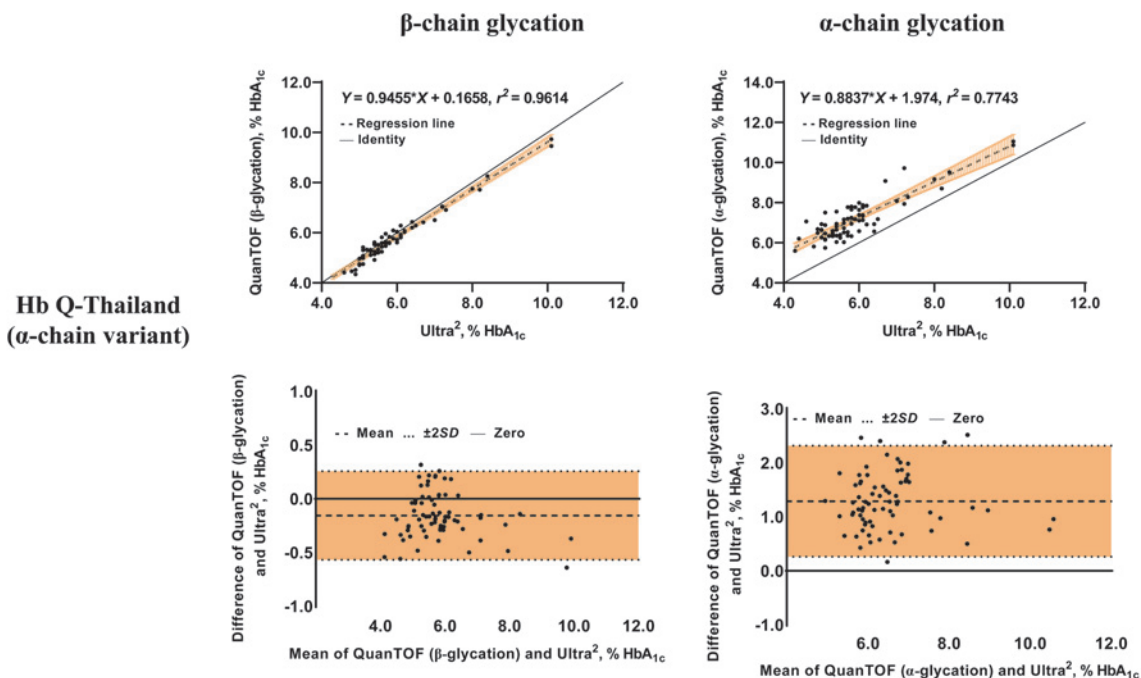 β-chain glycation
α-chain glycation
Hb Q-Thailand
(α-chain variant)
QuanTOF (β-glycation), % HbA1c
12.0
10.0
8.0
6.0
4.0
Y = 0.9455*X + 0.1658, r² = 0.9614
Regression line
Identity
4.0 6.0 8.0 10.0 12.0
Ultra², % HbA1c
QuanTOF (α-glycation), % HbA1c
14.0
12.0
10.0
8.0
6.0
4.0
Y = 0.8837*X + 1.974, r² = 0.7743
Regression line
Identity
4.0 6.0 8.0 10.0 12.0
Ultra², % HbA1c
Difference of QuanTOF (β-glycation)
and Ultra², % HbA1c
1.0
0.5
0.0
-0.5
-1.0
Mean ... ±2SD Zero
4.0 6.0 8.0 10.0 12.0
Mean of QuanTOF (β-glycation) and Ultra², % HbA1c
Difference of QuanTOF (α-glycation)
and Ultra², % HbA1c
3.0
2.0
1.0
0.0
-1.0
Mean ... ±2SD Zero
6.0 8.0 10.0 12.0
Mean of QuanTOF (α-glycation) and Ultra², % HbA1c